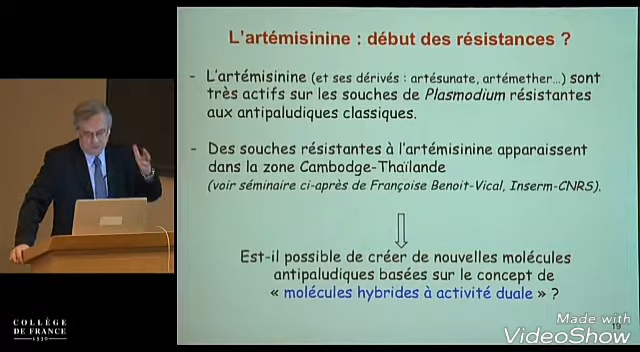 L'artémisinine : début des résistances ?
- L'artémisinine (et ses dérivés : artésunate, artémether...) sont
très actifs sur les souches de Plasmodium résistantes
aux antipaludiques classiques.
- Des souches résistantes à l'artémisinine apparaissent
dans la zone Cambodge-Thaïlande
(voir séminaire ci-après de Françoise Benoit-Vical, Inserm-CNRS).
Est-il possible de créer de nouvelles molécules
antipaludiques basées sur le concept de
« molécules hybrides à activité duale » ?
COLLÈGE
DE FRANCE
1530
Made with
VideoShow